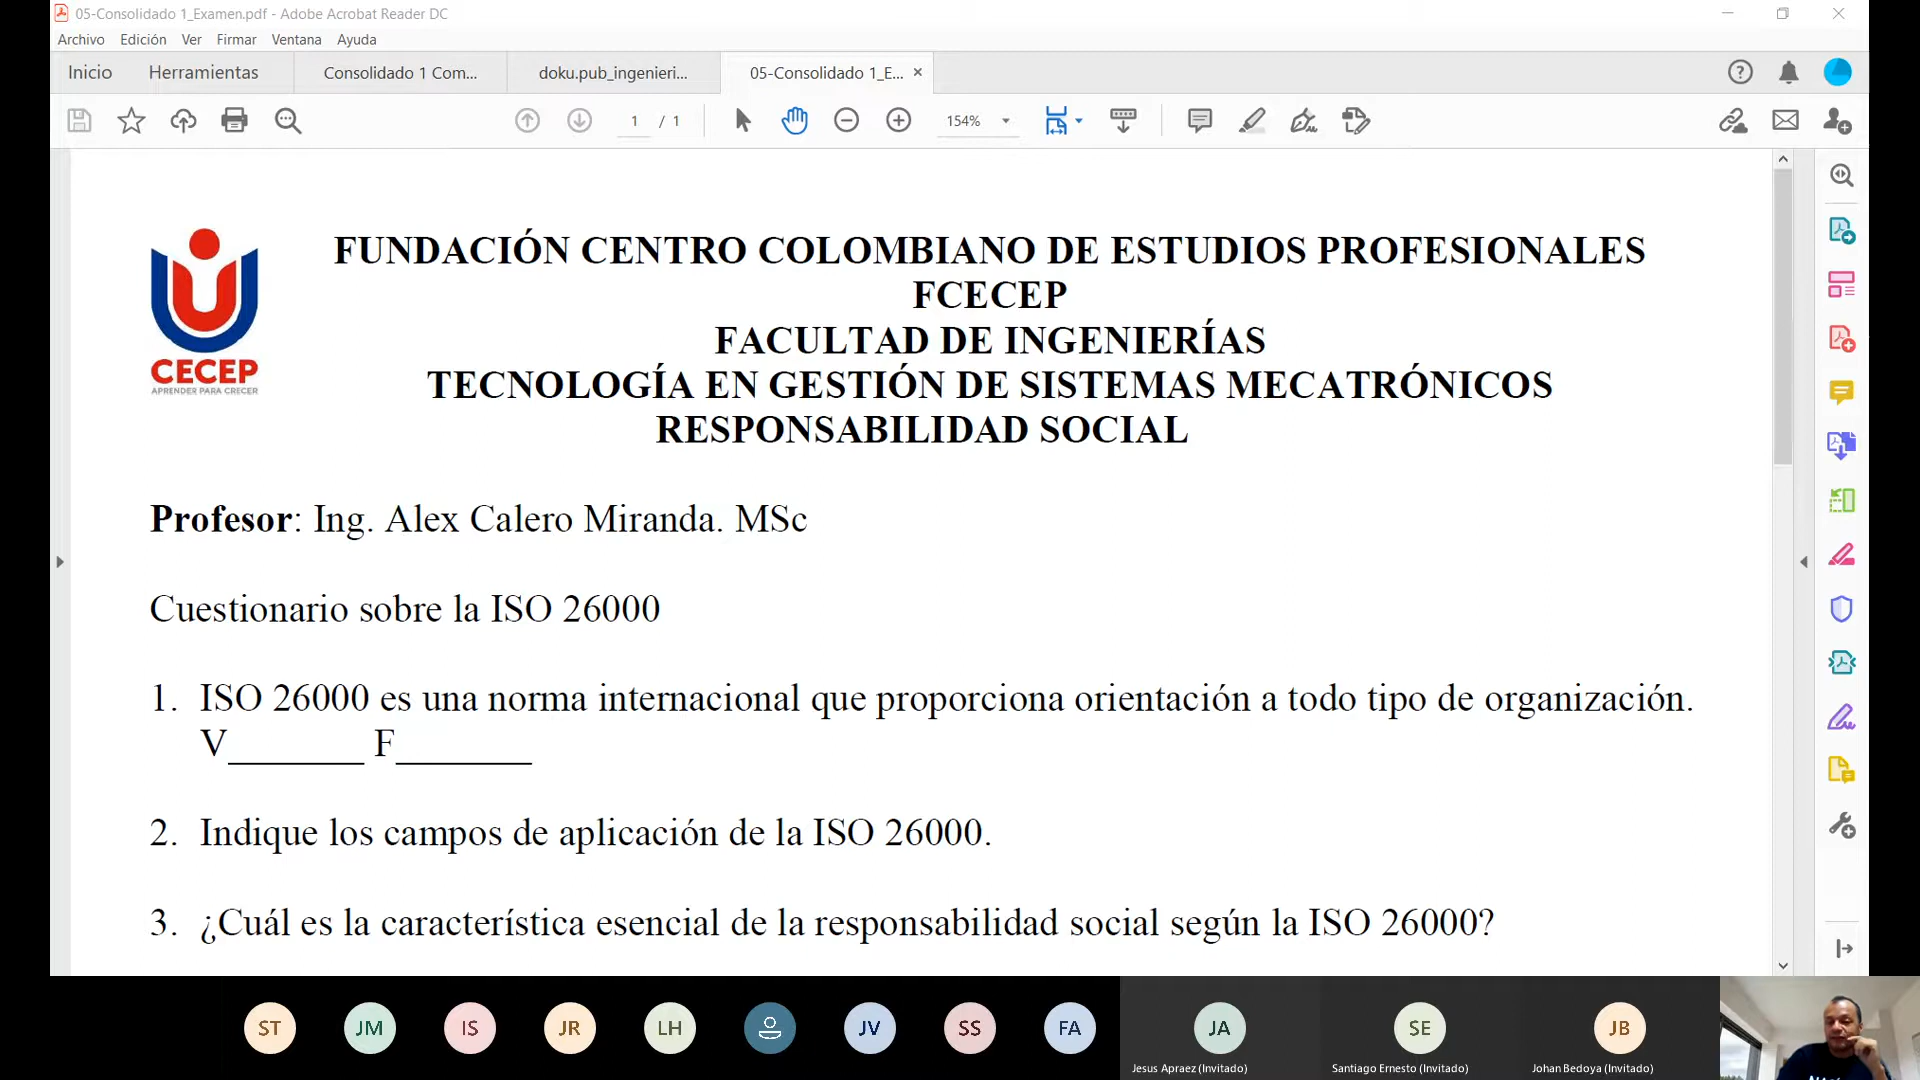 05-Consolidado 1_Examen.pdf - Adobe Acrobat Reader DC
Archivo Edición Ver Firmar Ventana Ayuda
Inicio Herramientas Consolidado 1 Com... doku.pub_ingenieri... 05-Consolidado 1_E... ×
1 / 1 154%
FUNDACIÓN CENTRO COLOMBIANO DE ESTUDIOS PROFESIONALES
FCECEP
FACULTAD DE INGENIERÍAS
TECNOLOGÍA EN GESTIÓN DE SISTEMAS MECATRÓNICOS
RESPONSABILIDAD SOCIAL
CECEP
APRENDER PARA CRECER
Profesor: Ing. Alex Calero Miranda. MSc
Cuestionario sobre la ISO 26000
1. ISO 26000 es una norma internacional que proporciona orientación a todo tipo de organización.
V_______ F_______
2. Indique los campos de aplicación de la ISO 26000.
3. ¿Cuál es la característica esencial de la responsabilidad social según la ISO 26000?
ST JM IS JR LH JV SS FA JA SE JB
Jesus Apraez (Invitado) Santiago Ernesto (Invitado) Johan Bedoya (Invitado)